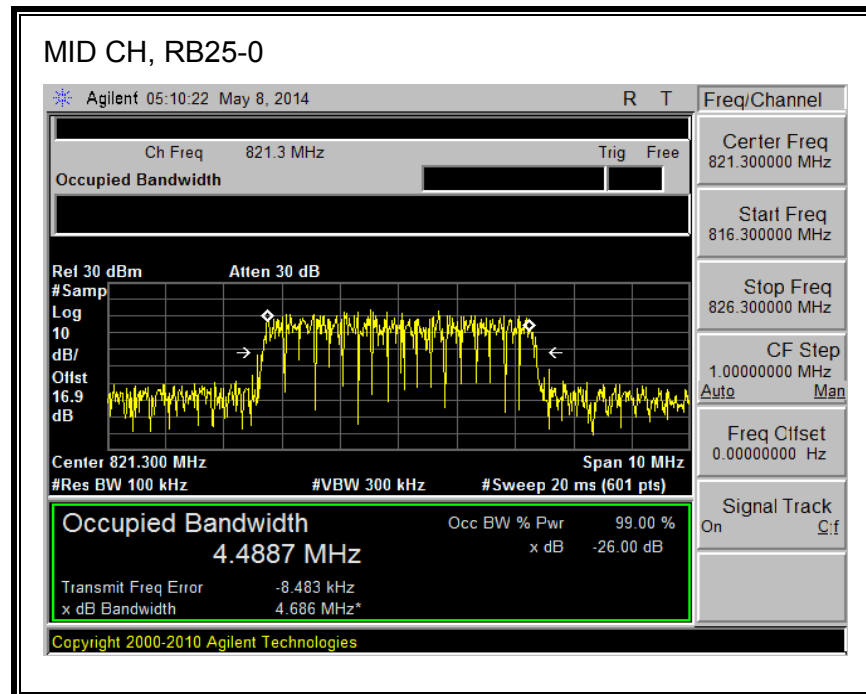 MID CH, RB25-0
Agilent 05:10:22 May 8, 2014 R T
Freq/Channel
Ch Freq 821.3 MHz Trig Free
Occupied Bandwidth
Center Freq
821.300000 MHz
Start Freq
816.300000 MHz
Stop Freq
826.300000 MHz
CF Step
1.00000000 MHz
Auto Man
Freq Offset
0.00000000 Hz
Signal Track
On Off
Ref 30 dBm Atten 30 dB
#Samp
Log
10
dB/
Offst
16.9
dB
Center 821.300 MHz Span 10 MHz
#Res BW 100 kHz #VBW 300 kHz #Sweep 20 ms (601 pts)
Occupied Bandwidth
4.4887 MHz
Occ BW % Pwr 99.00 %
x dB -26.00 dB
Transmit Freq Error -8.483 kHz
x dB Bandwidth 4.686 MHz*
Copyright 2000-2010 Agilent Technologies